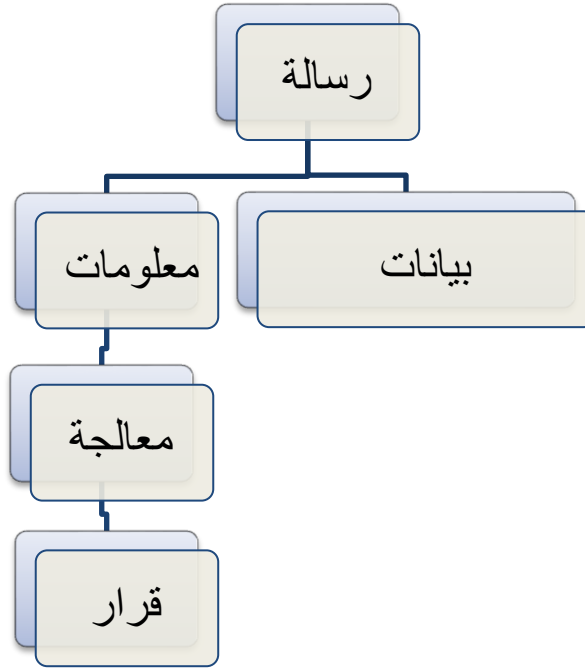 رسالة
بيانات
معلومات
معالجة
قرار